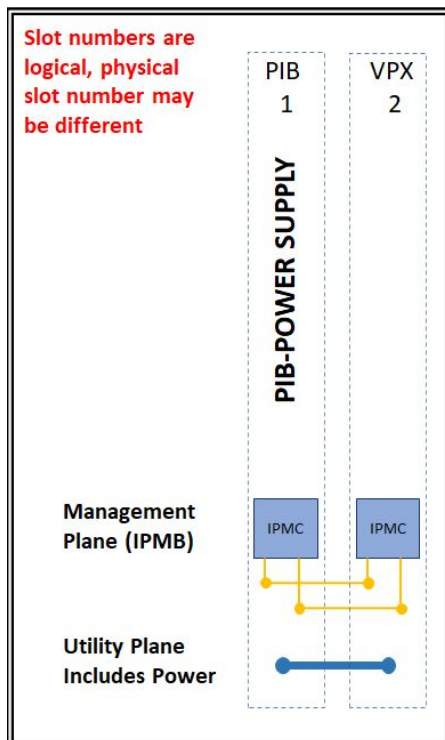 Slot numbers are
logical, physical
slot number may
be different
PIB
1
VPX
2
PIB-POWER SUPPLY
Management
Plane (IPMB)
IPMC
IPMC
Utility Plane
Includes Power